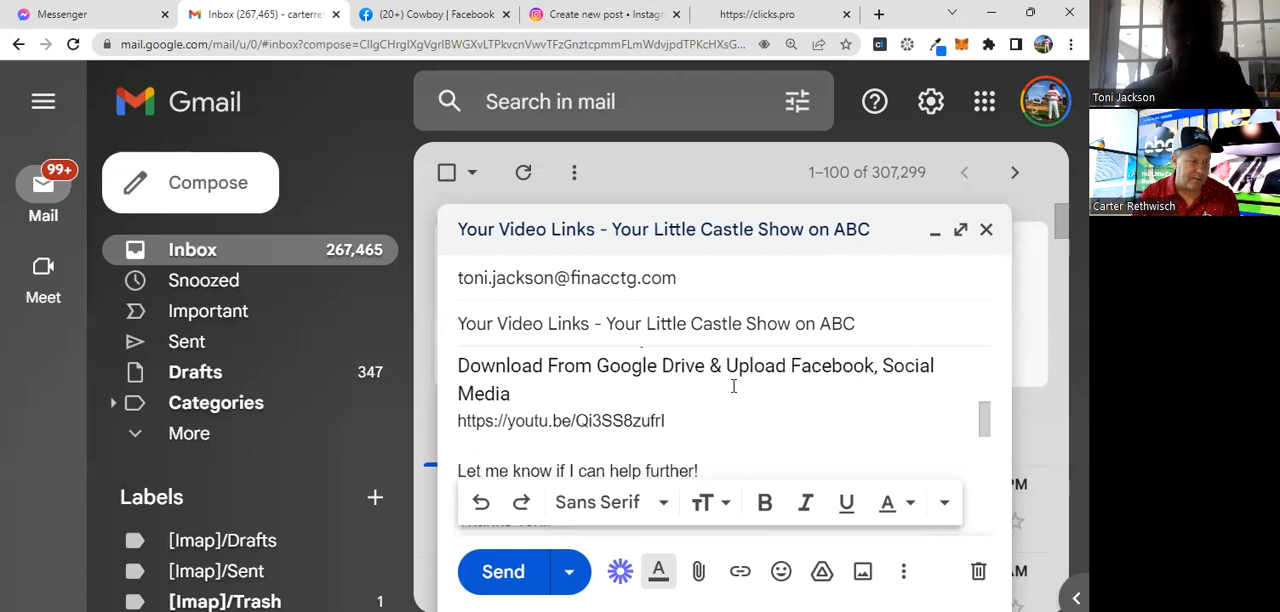 Messenger
Inbox (267,465) - carterre
(20+) Cowboy | Facebook
Create new post • Instag
https://clicks.pro
mail.google.com/mail/u/0/#inbox?compose=
Gmail
Search in mail
Toni Jackson
99+
Mail
Compose
1–100 of 307,299
abc
Carter Rethwisch
Meet
Inbox 267,465
Snoozed
Important
Sent
Drafts 347
Categories
More
Labels
[Imap]/Drafts
[Imap]/Sent
[Imap]/Trash 1
Your Video Links - Your Little Castle Show on ABC
toni.jackson@finacctg.com
Your Video Links - Your Little Castle Show on ABC
Download From Google Drive & Upload Facebook, Social
Media
https://youtu.be/Qi3SS8zufrI
Let me know if I can help further!
Sans Serif
B I U A
Send
PM
AM